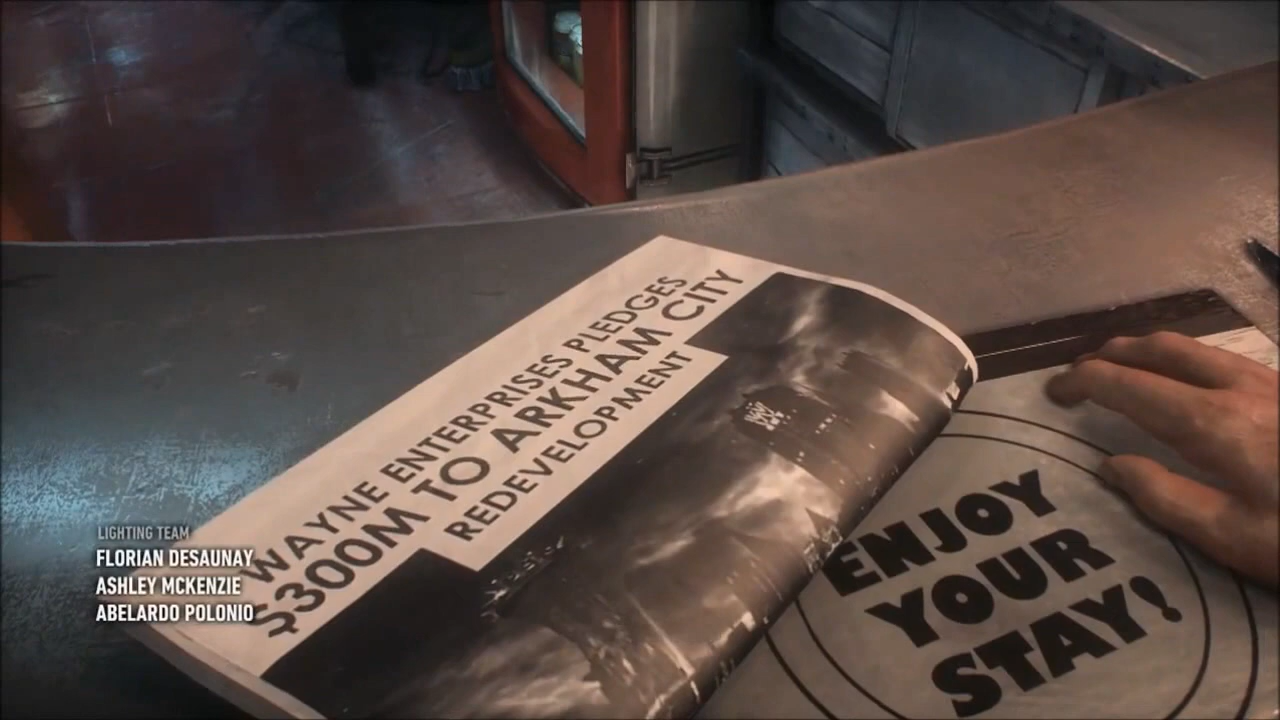 WAYNE ENTERPRISES PLEDGES
$300M TO ARKHAM CITY
REDEVELOPMENT
ENJOY
YOUR
STAY!
LIGHTING TEAM
FLORIAN DESAUNAY
ASHLEY MCKENZIE
ABELARDO POLONIO